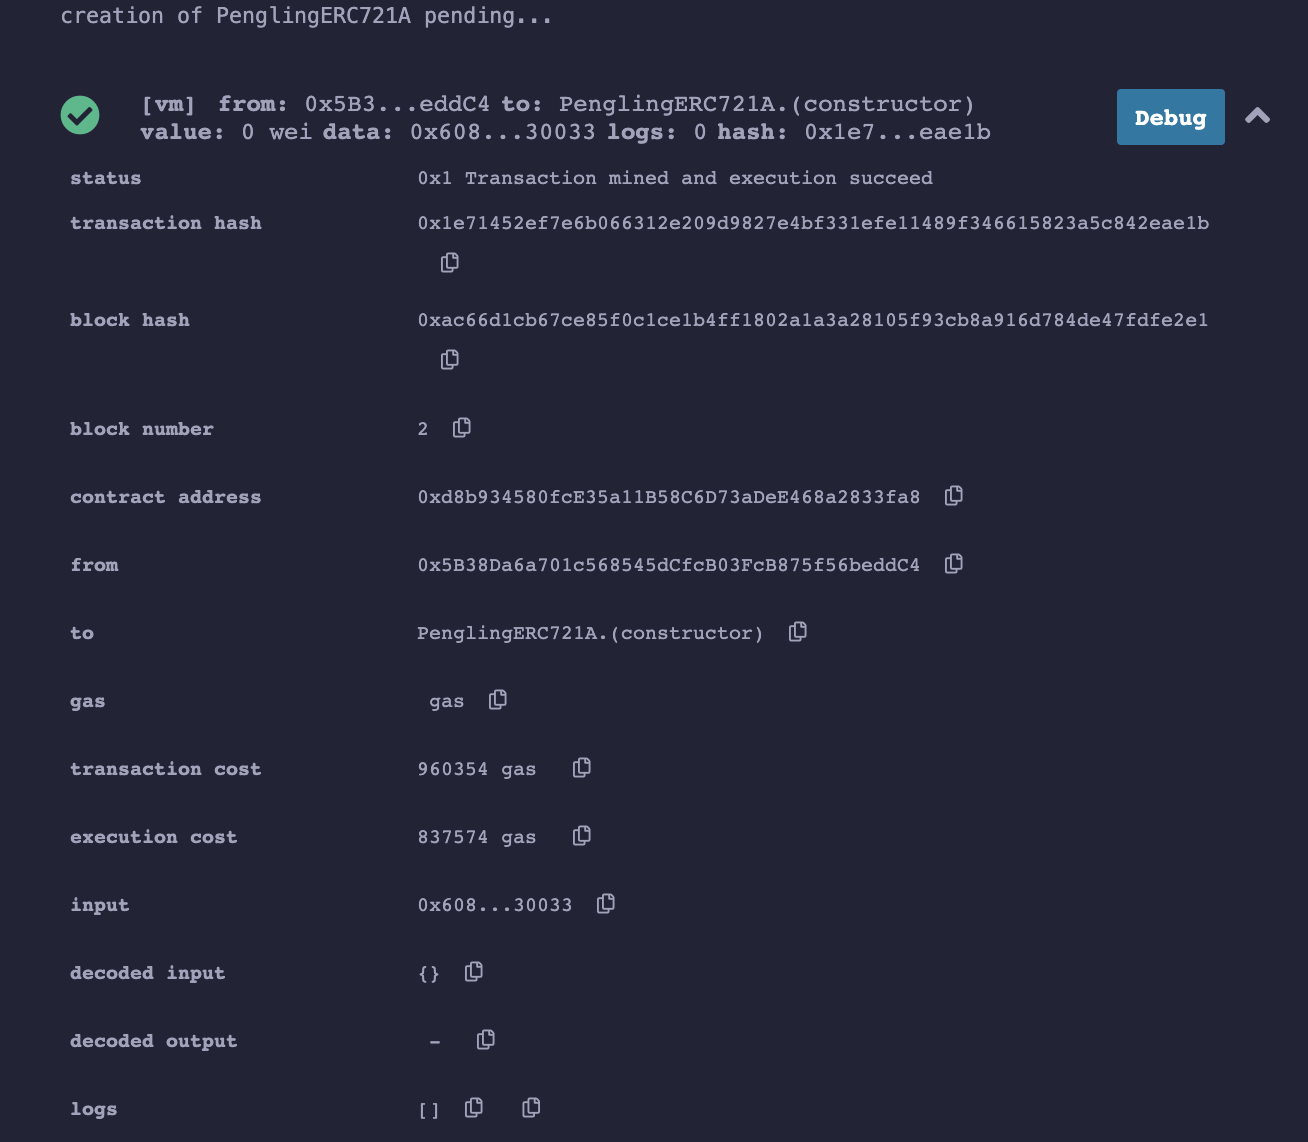 creation of PenglingERC721A pending...
[vm] from: 0x5B3...eddC4 to: PenglingERC721A.(constructor)
value: 0 wei data: 0x608...30033 logs: 0 hash: 0x1e7...eae1b
Debug
status 0x1 Transaction mined and execution succeed
transaction hash 0x1e71452ef7e6b066312e209d9827e4bf331efe11489f346615823a5c842eae1b
block hash 0xac66d1cb67ce85f0c1ce1b4ff1802a1a3a28105f93cb8a916d784de47fdfe2e1
block number 2
contract address 0xd8b934580fcE35a11B58C6D73aDeE468a2833fa8
from 0x5B38Da6a701c568545dCfcB03FcB875f56beddC4
to PenglingERC721A.(constructor)
gas gas
transaction cost 960354 gas
execution cost 837574 gas
input 0x608...30033
decoded input {}
decoded output -
logs []